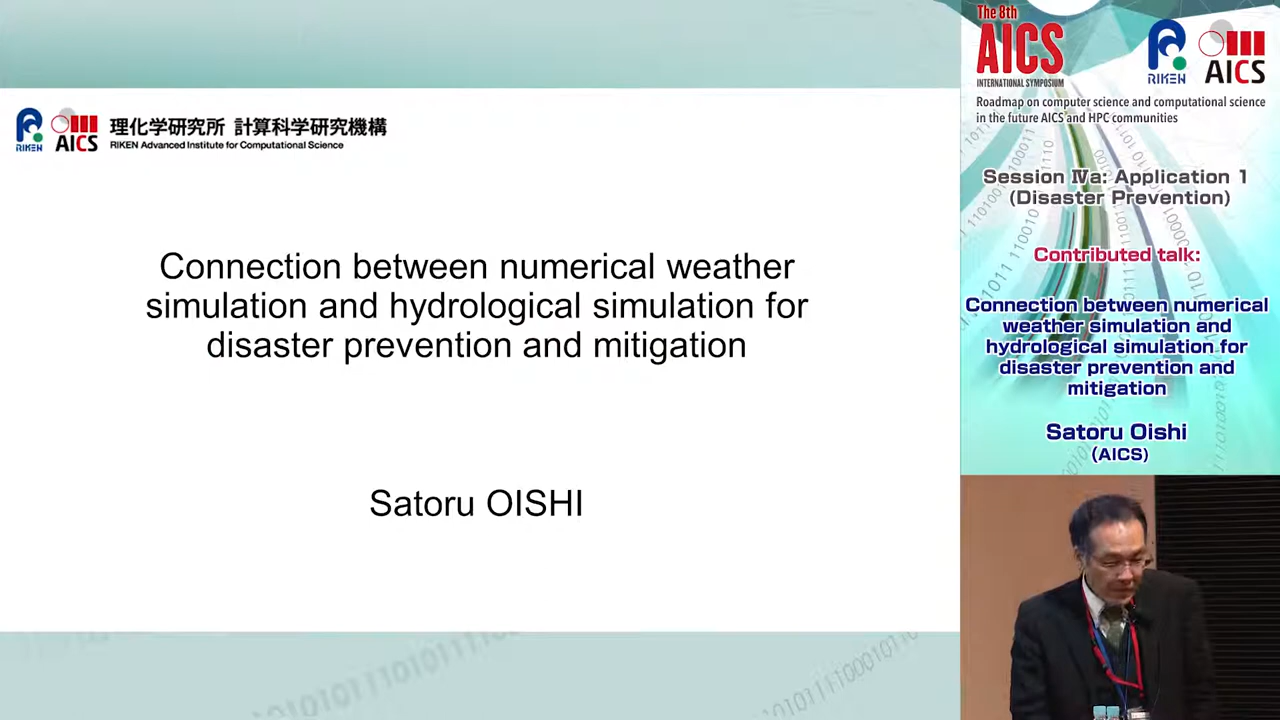 RIKEN
AICS
理化学研究所 計算科学研究機構
RIKEN Advanced Institute for Computational Science
Connection between numerical weather
simulation and hydrological simulation for
disaster prevention and mitigation
Satoru OISHI
The 8th
AICS
INTERNATIONAL SYMPOSIUM
RIKEN
AICS
Roadmap on computer science and computational science
in the future AICS and HPC communities
Session Ⅳa: Application 1
(Disaster Prevention)
Contributed talk:
Connection between numerical
weather simulation and
hydrological simulation for
disaster prevention and
mitigation
Satoru Oishi
(AICS)